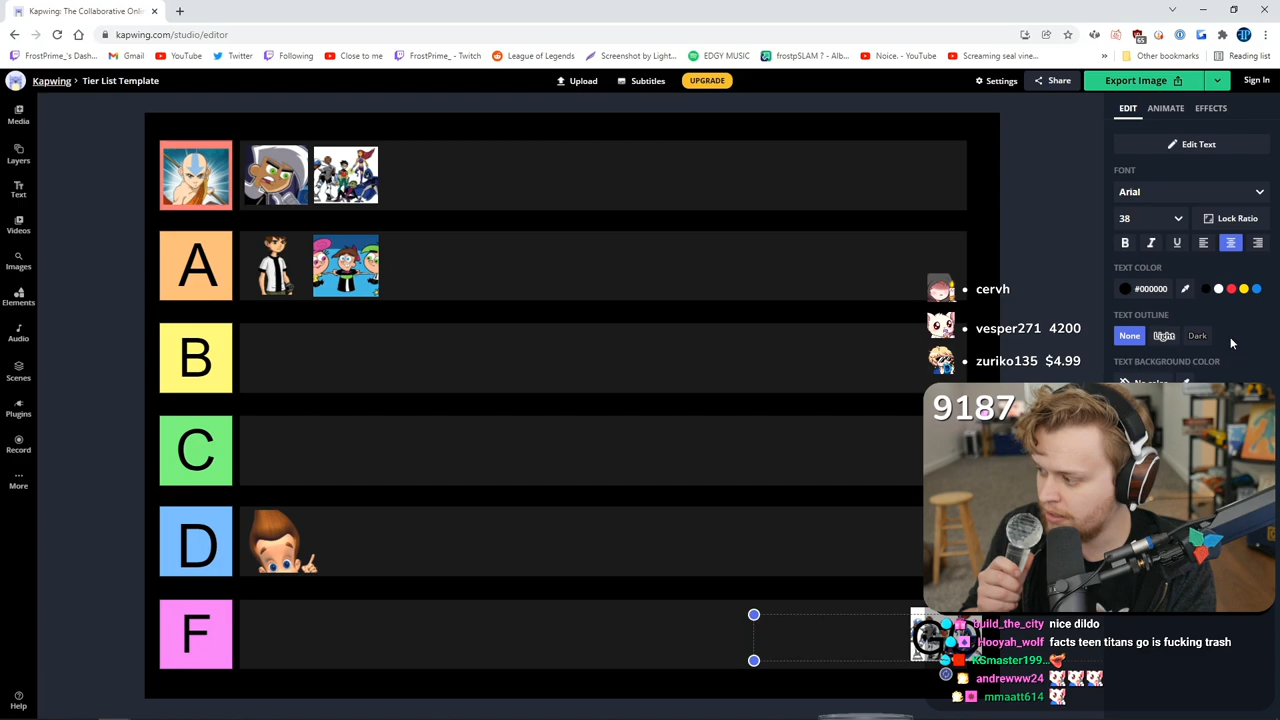 Kapwing: The Collaborative Onli
kapwing.com/studio/editor
FrostPrime_'s Dash...
Gmail
YouTube
Twitter
Following
Close to me
FrostPrime_ - Twitch
League of Legends
Screenshot by Light...
EDGY MUSIC
frostpSLAM ? - Alb...
Noice. - YouTube
Screaming seal vine...
»
Other bookmarks
Reading list
Kapwing > Tier List Template
Upload
Subtitles
UPGRADE
Settings
Share
Export Image
Sign In
Media
Layers
Text
Videos
Images
Elements
Audio
Scenes
Plugins
Record
More
Help
A
B
C
D
F
GO
EDIT ANIMATE EFFECTS
Edit Text
FONT
Arial
38
Lock Ratio
B I U
TEXT COLOR
#000000
TEXT OUTLINE
None Light Dark
TEXT BACKGROUND COLOR
No color
• cervh
• vesper271 4200
• zuriko135 $4.99
9187
build_the_city nice dildo
Hooyah_wolf facts teen titans go is fucking trash
KSmaster199...
andrewww24
mmaatt614